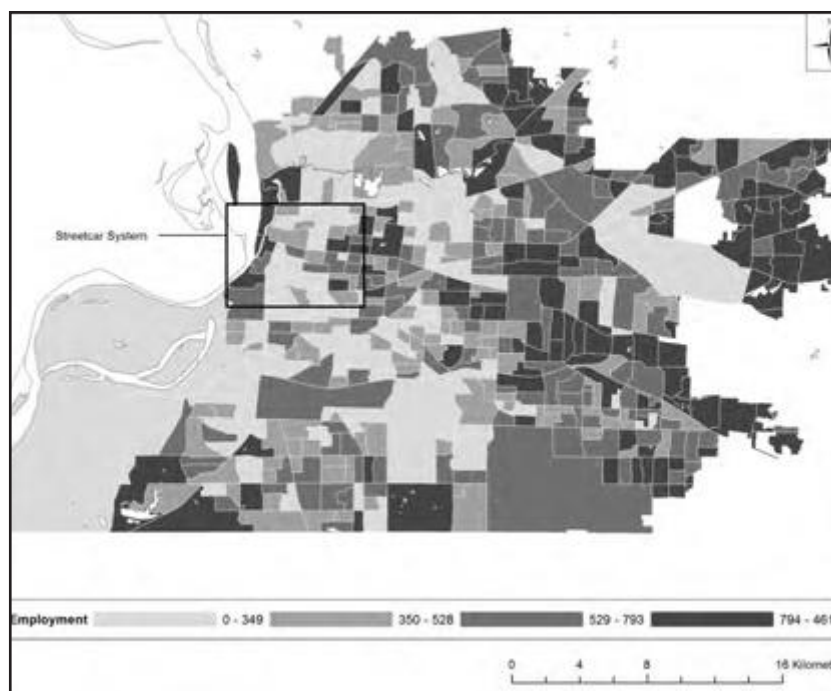 Streetcar System
Employment 0 - 349 350 - 528 529 - 793 794 - 461
0 4 8 16 Kilomet